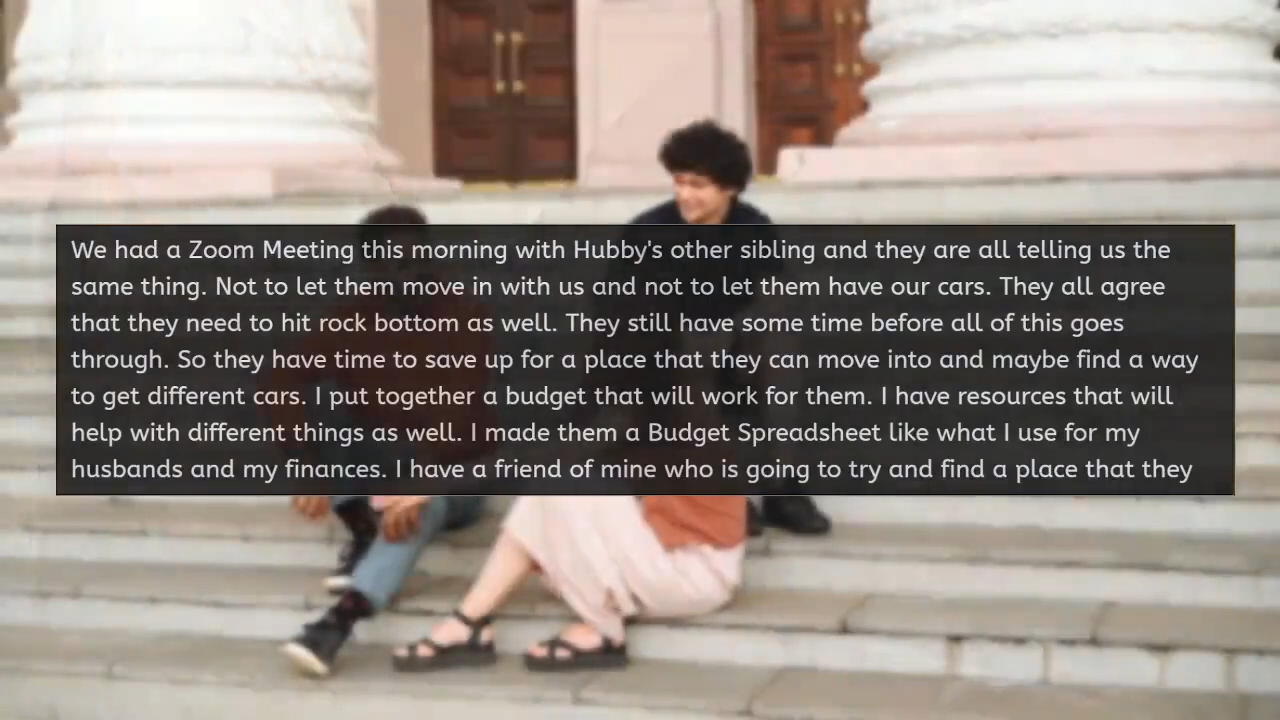 We had a Zoom Meeting this morning with Hubby's other sibling and they are all telling us the
same thing. Not to let them move in with us and not to let them have our cars. They all agree
that they need to hit rock bottom as well. They still have some time before all of this goes
through. So they have time to save up for a place that they can move into and maybe find a way
to get different cars. I put together a budget that will work for them. I have resources that will
help with different things as well. I made them a Budget Spreadsheet like what I use for my
husbands and my finances. I have a friend of mine who is going to try and find a place that they